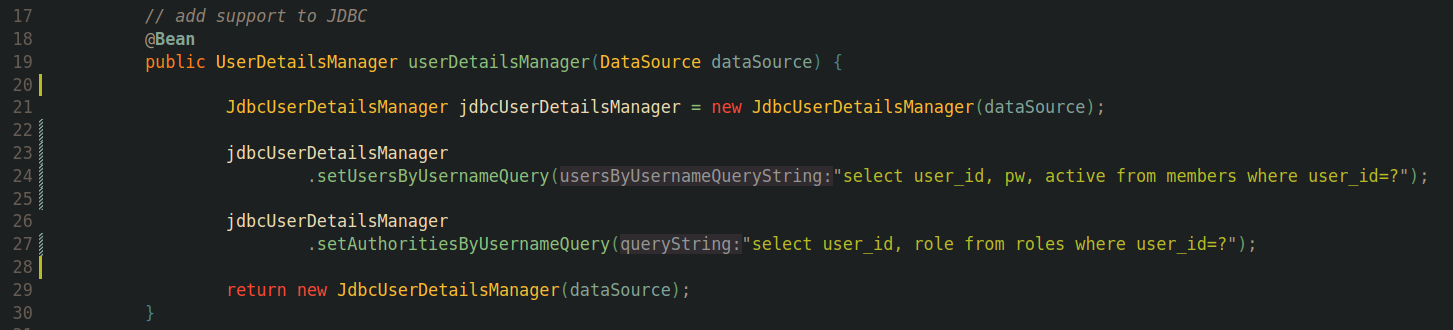 17 // add support to JDBC
18 @Bean
19 public UserDetailsManager userDetailsManager(DataSource dataSource) {
20
21 JdbcUserDetailsManager jdbcUserDetailsManager = new JdbcUserDetailsManager(dataSource);
22
23 jdbcUserDetailsManager
24 .setUsersByUsernameQuery(usersByUsernameQueryString:"select user_id, pw, active from members where user_id=?");
25
26 jdbcUserDetailsManager
27 .setAuthoritiesByUsernameQuery(queryString:"select user_id, role from roles where user_id=?");
28
29 return new JdbcUserDetailsManager(dataSource);
30 }